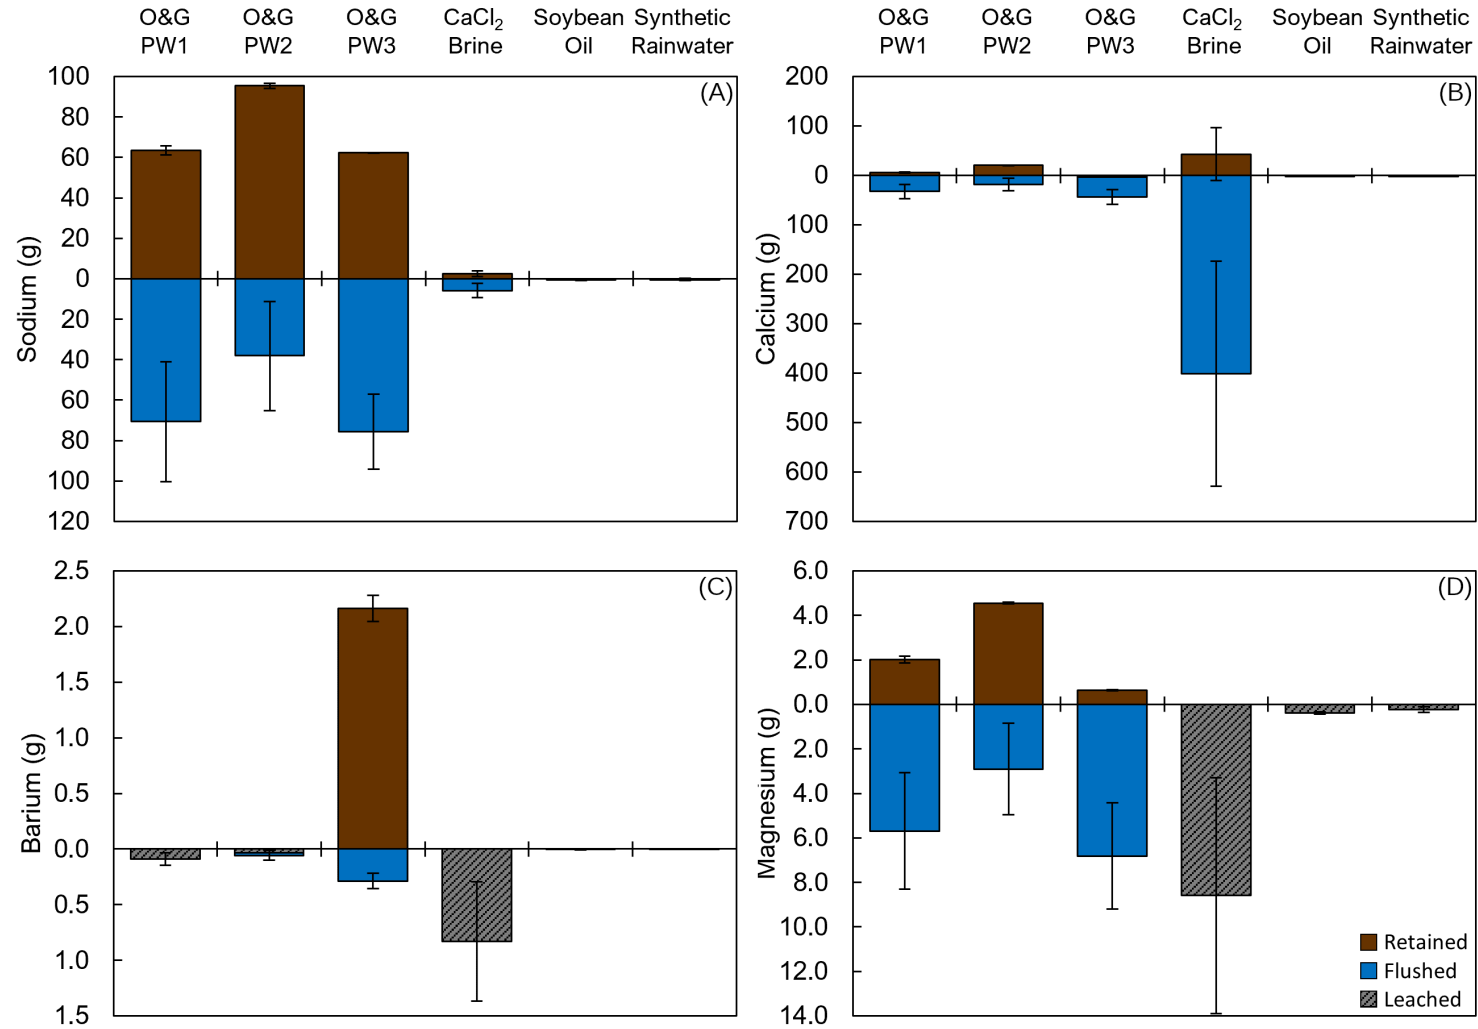 O&G PW1
O&G PW2
O&G PW3
CaCl₂ Brine
Soybean Oil
Synthetic Rainwater
O&G PW1
O&G PW2
O&G PW3
CaCl₂ Brine
Soybean Oil
Synthetic Rainwater
(A)
Sodium (g)
100
80
60
40
20
0
20
40
60
80
100
120
(B)
Calcium (g)
200
100
0
100
200
300
400
500
600
700
(C)
Barium (g)
2.5
2.0
1.5
1.0
0.5
0.0
0.5
1.0
1.5
(D)
Magnesium (g)
6.0
4.0
2.0
0.0
2.0
4.0
6.0
8.0
10.0
12.0
14.0
Retained
Flushed
Leached